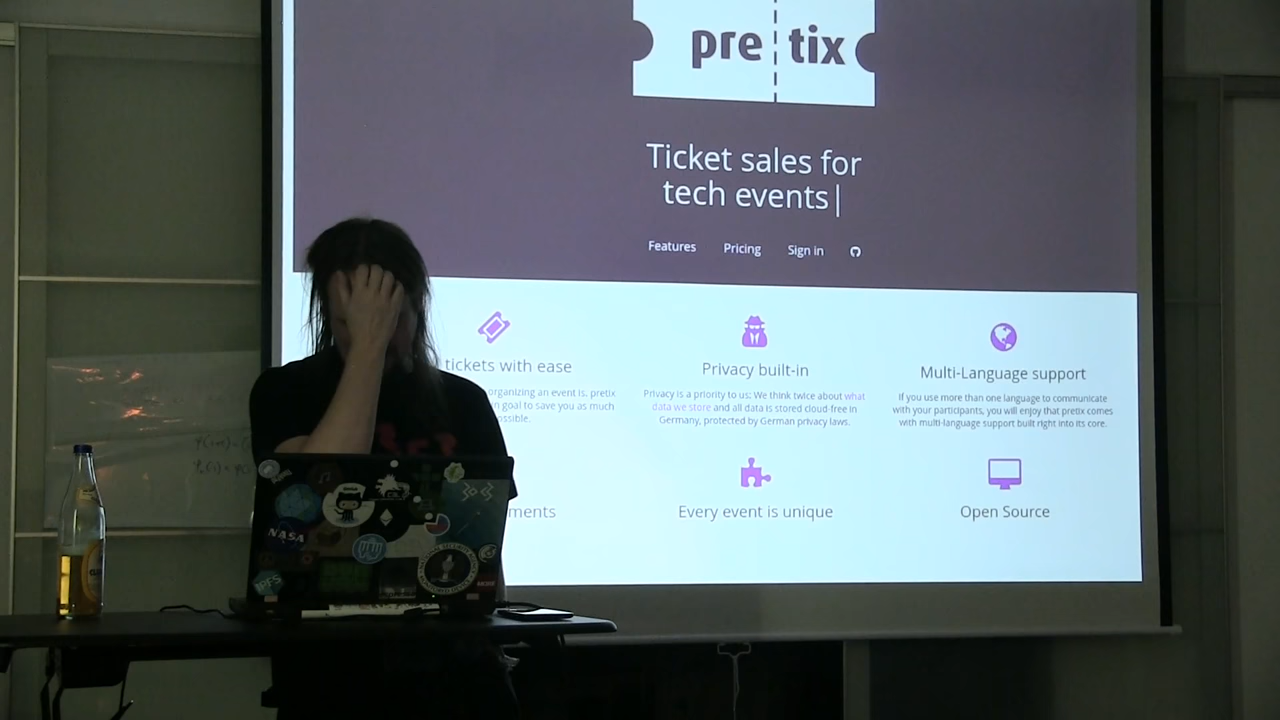 pre tix
Ticket sales for
tech events|
Features Pricing Sign in
tickets with ease
organizing an event is, pretix
goal to save you as much
Privacy built-in
Privacy is a priority to us: We think twice about what
data we store and all data is stored cloud-free in
Germany, protected by German privacy laws.
Multi-Language support
If you use more than one language to communicate
with your participants, you will enjoy that pretix comes
with multi-language support built right into its core.
Every event is unique
Open Source
NASA